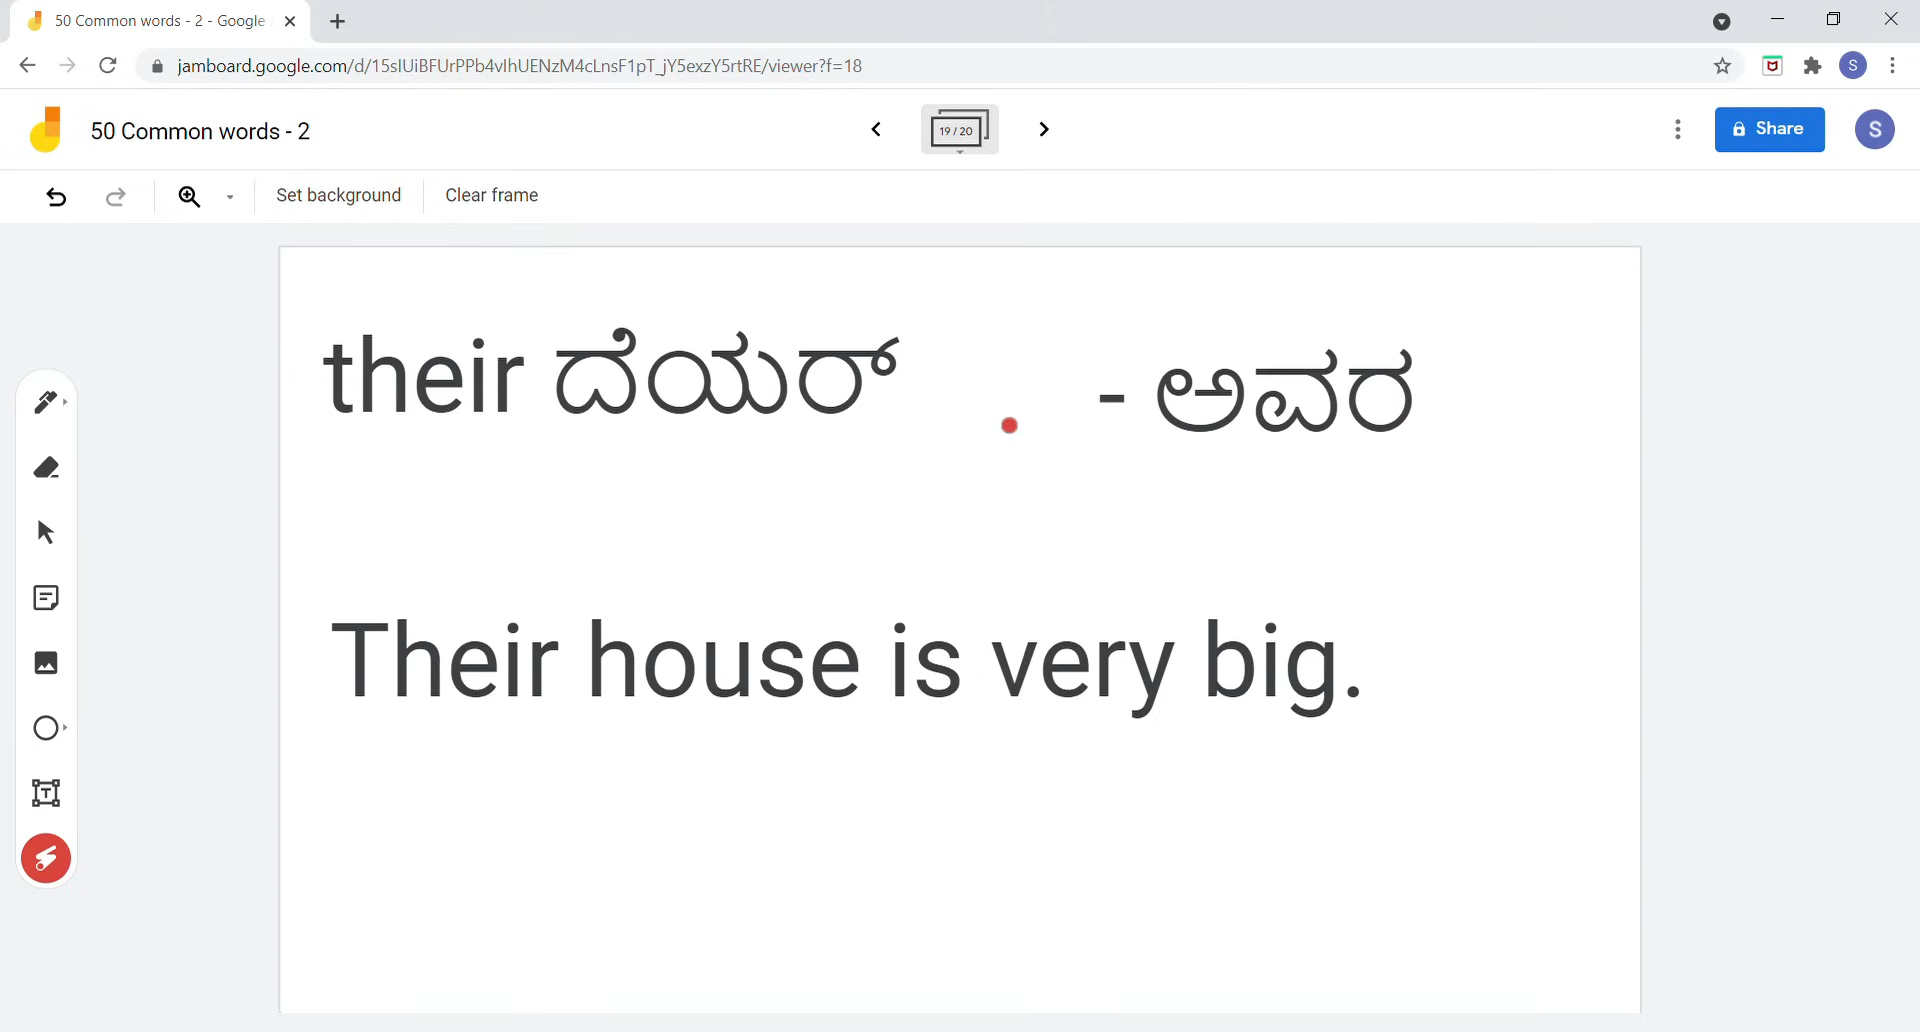 50 Common words - 2 - Google
jamboard.google.com/d/15slUiBFUrPPb4vlhUENzM4cLnsF1pT_jY5exzY5rtRE/viewer?f=18
S
50 Common words - 2
19 / 20
Share
S
Set background
Clear frame
their ದೆಯರ್ - ಅವರ
Their house is very big.